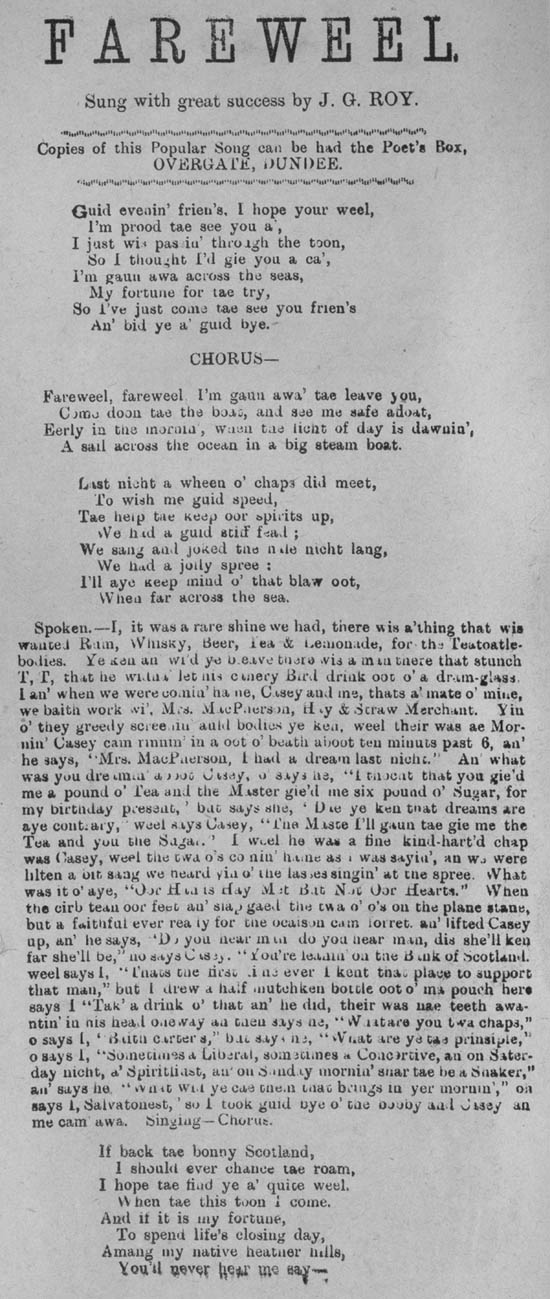 FAREWEEL
Sung with great success by J. G. ROY.
Copies of this Popular Song can be had the Poet's Box,
OVERGATE, DUNDEE.
Guid evenin' frien's, I hope your weel,
I'm prood tae see you a',
I just wis passin' through the toon,
So I thought I'd gie you a ca',
I'm gaun awa across the seas,
My fortune for tae try,
So I've just come tae see you frien's
An' bid ye a' guid bye.
CHORUS—
Fareweel, fareweel I'm gaun awa' tae leave you,
Come doon tae the boat, and see me safe afloat,
Eerly in the mornin', when the licht of day is dawnin',
A sail across the ocean in a big steam boat.
Last nicht a wheen o' chaps did meet,
To wish me guid speed,
Tae help tae keep oor spirits up,
We had a guid stiff fead ;
We sang and joked the hale nicht lang,
We had a jolly spree :
I'll aye keep mind o' that blaw oot,
When far across the sea.
Spoken.—I, it was a rare shine we had, there wis a'thing that wis
wanted Rum, Whisky, Beer, Tea & Lemonade, for the Teatoatle-
bodies. Ye ken an wi'd ye bleave there wis a man there that stunch
T, T, that he widna let his canery Bird drink oot o' a dram-glass.
I an' when we were comin' hame, Casey and me, thats a' mate o' mine,
we baith work wi', Mrs. MacPherson, Hay & Straw Merchant. Yin
o' they greedy screenin auld bodies ye ken, weel their was ae Mor-
nin' Casey cam rinnin' in a oot o' beath aboot ten minuts past 6, an'
he says, "Mrs. MacPherson, I had a dream last nicht." An' what
was you dreamin' aboot Casey, o' says he, "I thocht that you gie'd
me a pound o' Tea and the Master gie'd me six pound o' Sugar, for
my birthday present,' but says she, ' Die ye ken that dreams are
aye contrary," weel says Casey, "The Maste I'll gaun tae gie me the
Tea and you the Sugar.' I weel he was a fine kind-hart'd chap
was Casey, weel the twa o's comin' hame as i was sayin', an we were
lilten a bit sang we heard yin o' the lasses singin' at the spree. What
was it o' aye, "Oor Hands Hay Met But Not Oor Hearts." When
the cirb tean oor feet an' slap gaed the twa o' o's on the plane stane,
but a faithful ever ready for the ocaison cam forret. an' lifted Casey
up, an' he says, 'Do you hear man do you hear man, dis she'll ken
far she'll be," no says Casey. "You're leanin' on the Bank of Scotland.
weel says I, "Thats the first time ever I kent that place to support
that man," but I drew a half mutchken bottle oot o' ma pouch here
says I "Tak' a drink o' that an' he did, their was nae teeth awa-
ntin' in his head oneway an then says he, "What are you twa chaps,"
o says I, ' Baith carters," but says he, "What are ye tae prinsiple,"
o says I, "Sometimes a Liberal, sometimes a Concortive, an on Sater-
day nicht, a' Spiritlist, an' on Sunday mornin' shar tae be a Shaker,"
an' says he. "What will ye cae them that brings in yer mornin'," oh
says I, Salvatonest,' so I took guid bye o' the booby and Casey an
me cam' awa. Singing—Chorus.
If back tae bonny Scotland,
I should ever chance tae roam,
I hope tae find ye a' quite weel.
When tae this toon I come.
And if it is my fortune,
To spend life's closing day,
Amang my native heather hills,
You'll never hear me say—